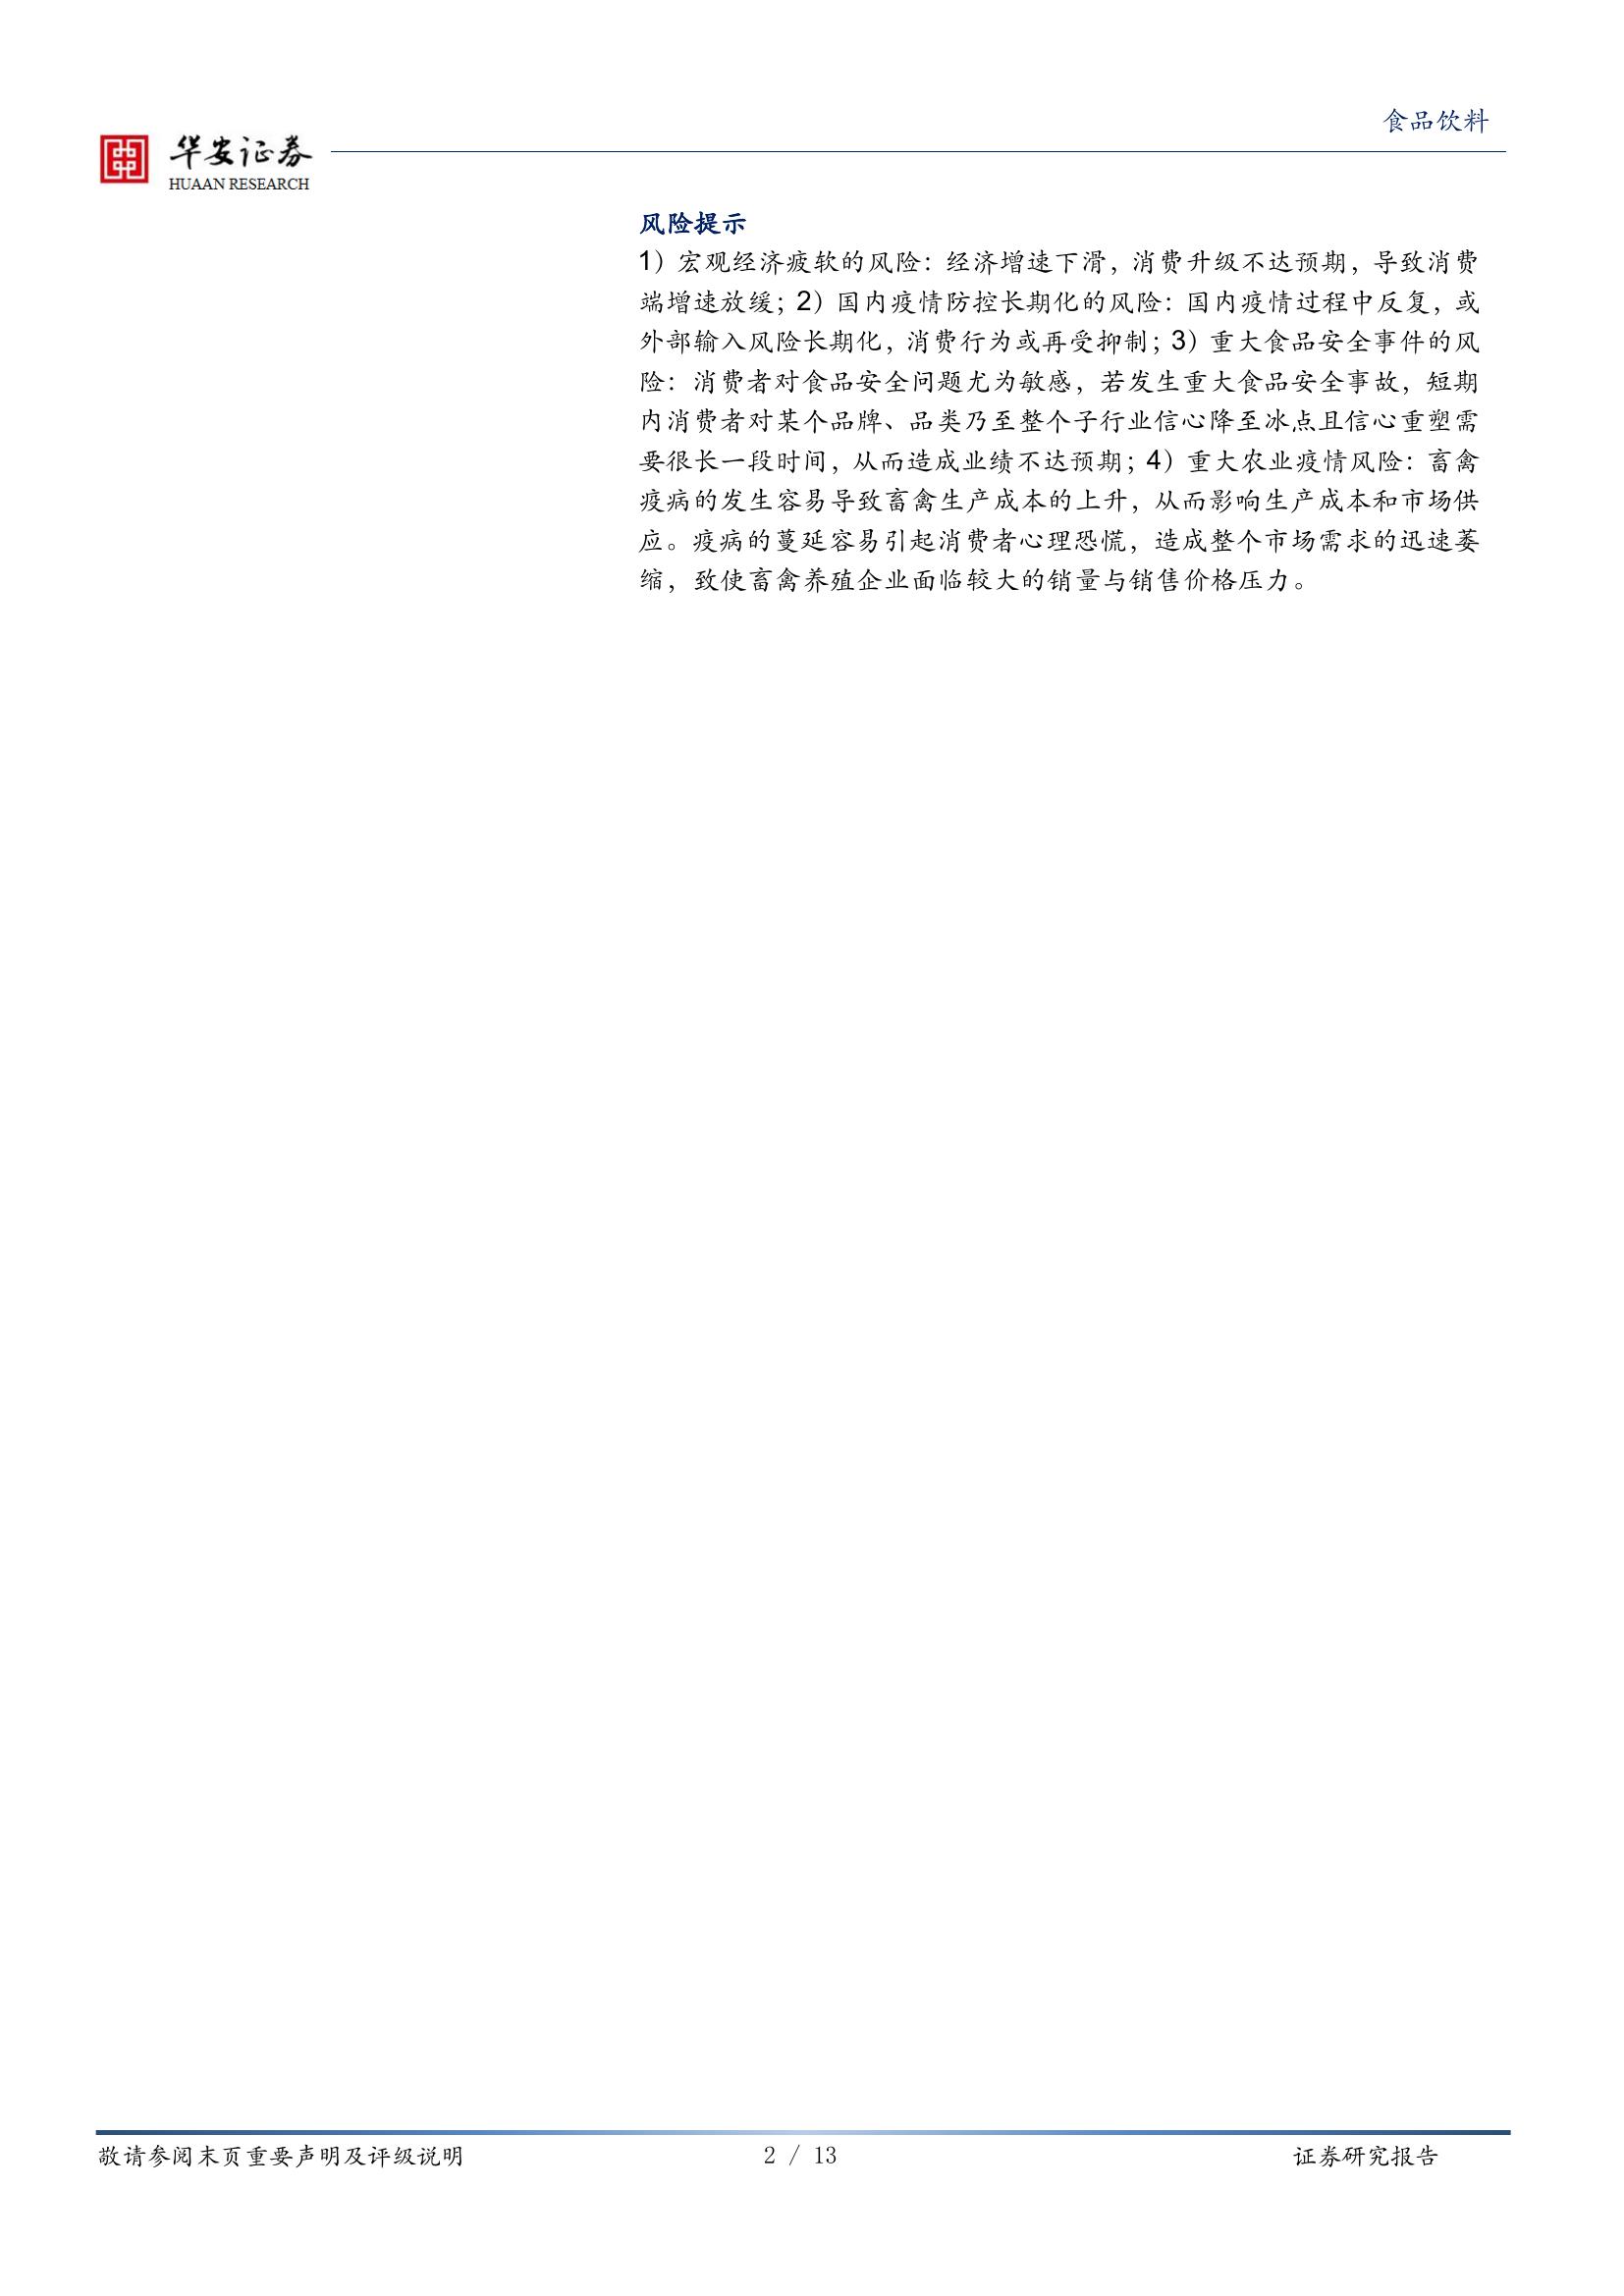 食品饮料
华安证券
HUAAN RESEARCH
风险提示
1）宏观经济疲软的风险：经济增速下滑，消费升级不达预期，导致消费
端增速放缓；2）国内疫情防控长期化的风险：国内疫情过程中反复，或
外部输入风险长期化，消费行为或再受抑制；3）重大食品安全事件的风
险：消费者对食品安全问题尤为敏感，若发生重大食品安全事故，短期
内消费者对某个品牌、品类乃至整个子行业信心降至冰点且信心重塑需
要很长一段时间，从而造成业绩不达预期；4）重大农业疫情风险：畜禽
疫病的发生容易导致畜禽生产成本的上升，从而影响生产成本和市场供
应。疫病的蔓延容易引起消费者心理恐慌，造成整个市场需求的迅速萎
缩，致使畜禽养殖企业面临较大的销量与销售价格压力。
敬请参阅末页重要声明及评级说明
2 / 13
证券研究报告